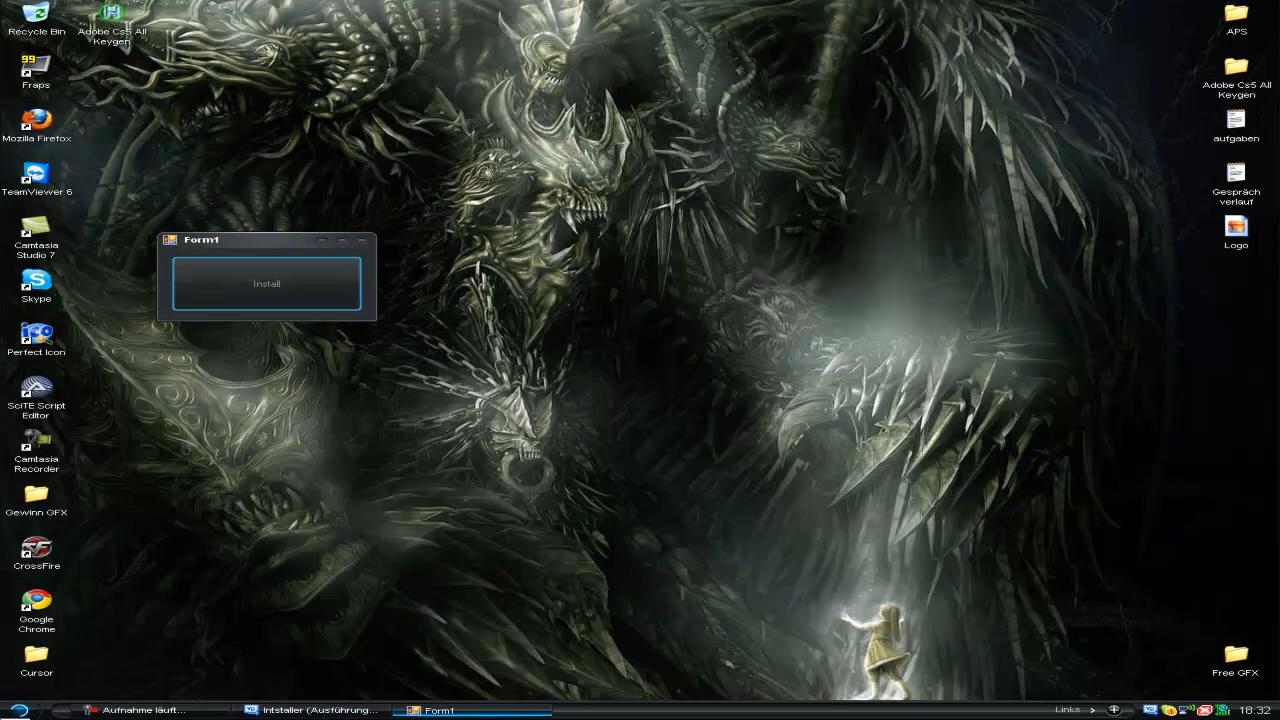 Recycle Bin
Adobe Cs5 All
Keygen
99
Fraps
Mozilla Firefox
TeamViewer 6
Camtasia
Studio 7
Skype
Perfect Icon
SciTE Script
Editor
Camtasia
Recorder
Gewinn GFX
CrossFire
Google
Chrome
Cursor
Form1
Install
APS
Adobe Cs5 All
Keygen
aufgaben
Gespräch
verlauf
Logo
Free GFX
Aufnahme läuft...
Intstaller (Ausführung...
Form1
Links
18:32